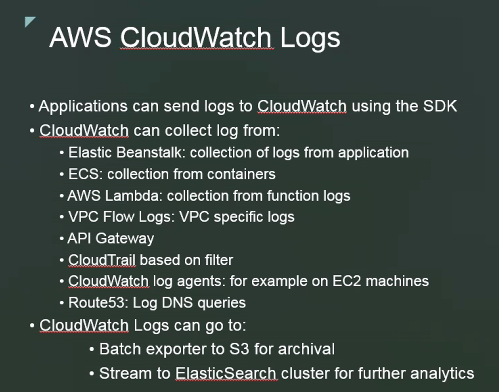 AWS CloudWatch Logs
• Applications can send logs to CloudWatch using the SDK
• CloudWatch can collect log from:
• Elastic Beanstalk: collection of logs from application
• ECS: collection from containers
• AWS Lambda: collection from function logs
• VPC Flow Logs: VPC specific logs
• API Gateway
• CloudTrail based on filter
• CloudWatch log agents: for example on EC2 machines
• Route53: Log DNS queries
• CloudWatch Logs can go to:
• Batch exporter to S3 for archival
• Stream to ElasticSearch cluster for further analytics